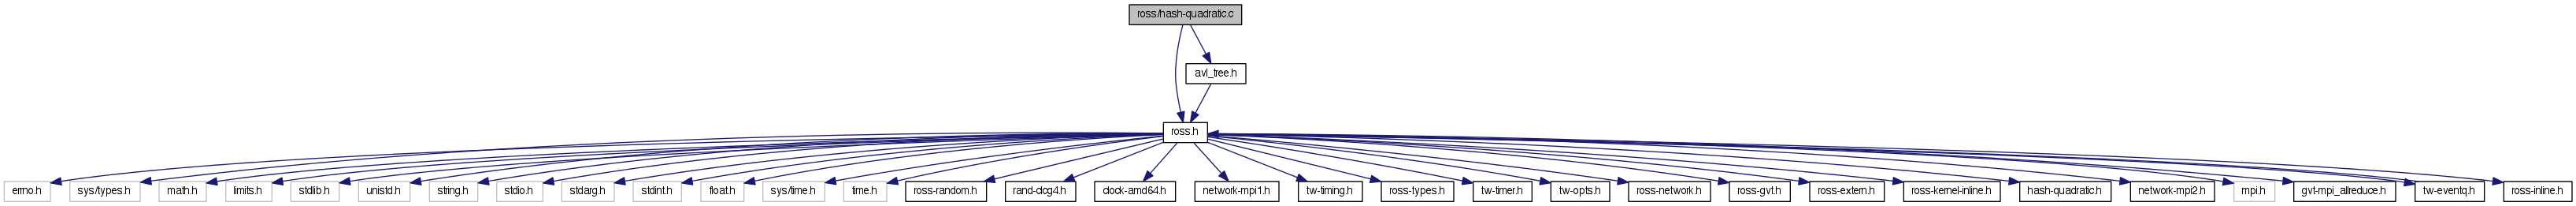 ross/hash-quadratic.c
avl_tree.h
ross.h
errno.h
sys/types.h
math.h
limits.h
stdlib.h
unistd.h
string.h
stdio.h
stdarg.h
stdint.h
float.h
sys/time.h
time.h
ross-random.h
rand-clcg4.h
clock-amd64.h
network-mpi1.h
tw-timing.h
ross-types.h
tw-timer.h
tw-opts.h
ross-network.h
ross-gvt.h
ross-extern.h
ross-kernel-inline.h
hash-quadratic.h
network-mpi2.h
mpi.h
gvt-mpi_allreduce.h
tw-eventq.h
ross-inline.h